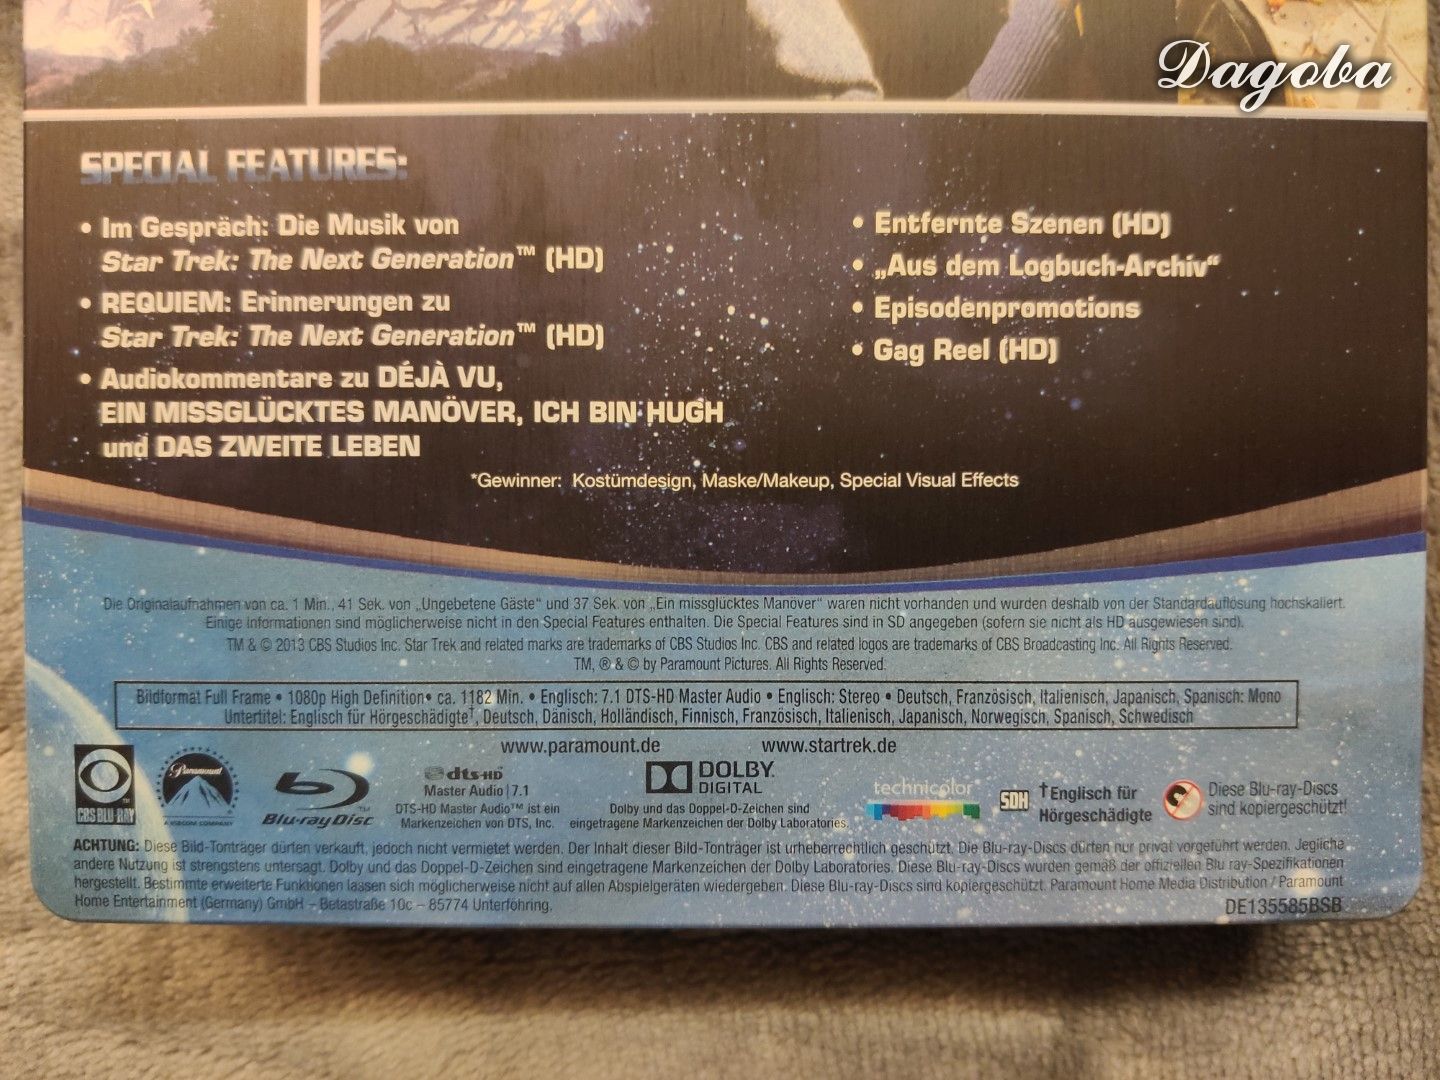 Dagoba
SPECIAL FEATURES:
• Im Gespräch: Die Musik von
Star Trek: The Next Generation™ (HD)
• REQUIEM: Erinnerungen zu
Star Trek: The Next Generation™ (HD)
• Audiokommentare zu DÉJÀ VU,
EIN MISSGLÜCKTES MANÖVER, ICH BIN HUGH
und DAS ZWEITE LEBEN
• Entfernte Szenen (HD)
• „Aus dem Logbuch-Archiv“
• Episodenpromotions
• Gag Reel (HD)
*Gewinner: Kostümdesign, Maske/Makeup, Special Visual Effects
Die Originalaufnahmen von ca. 1 Min., 41 Sek. von „Ungebetene Gäste“ und 37 Sek. von „Ein missglücktes Manöver“ waren nicht vorhanden und wurden deshalb von der Standardauflösung hochskaliert.
Einige Informationen sind möglicherweise nicht in den Special Features enthalten. Die Special Features sind in SD angegeben (sofern sie nicht als HD ausgewiesen sind).
TM & © 2013 CBS Studios Inc. Star Trek and related marks are trademarks of CBS Studios Inc. CBS and related logos are trademarks of CBS Broadcasting Inc. All Rights Reserved.
TM, ® & © by Paramount Pictures. All Rights Reserved.
Bildformat Full Frame • 1080p High Definition • ca. 1182 Min. • Englisch: 7.1 DTS-HD Master Audio • Englisch: Stereo • Deutsch, Französisch, Italienisch, Japanisch, Spanisch: Mono
Untertitel: Englisch für Hörgeschädigte†, Deutsch, Dänisch, Holländisch, Finnisch, Französisch, Italienisch, Japanisch, Norwegisch, Spanisch, Schwedisch
www.paramount.de www.startrek.de
CBS BLU-RAY
Paramount
A VIACOM COMPANY
Blu-ray Disc™
dts-HD
Master Audio | 7.1
DTS-HD Master Audio™ ist ein
Markenzeichen von DTS, Inc.
DOLBY
DIGITAL
Dolby und das Doppel-D-Zeichen sind
eingetragene Markenzeichen der Dolby Laboratories.
technicolor
SDH
† Englisch für
Hörgeschädigte
Diese Blu-ray-Discs
sind kopiergeschützt!
ACHTUNG: Diese Bild-Tonträger dürfen verkauft, jedoch nicht vermietet werden. Der Inhalt dieser Bild-Tonträger ist urheberrechtlich geschützt. Die Blu-ray-Discs dürfen nur privat vorgeführt werden. Jegliche
andere Nutzung ist strengstens untersagt. Dolby und das Doppel-D-Zeichen sind eingetragene Markenzeichen der Dolby Laboratories. Diese Blu-ray-Discs wurden gemäß der offiziellen Blu ray-Spezifikationen
hergestellt. Bestimmte erweiterte Funktionen lassen sich möglicherweise nicht auf allen Abspielgeräten wiedergeben. Diese Blu-ray-Discs sind kopiergeschützt. Paramount Home Media Distribution / Paramount
Home Entertainment (Germany) GmbH – Betastraße 10c – 85774 Unterföhring.
DE135585BSB